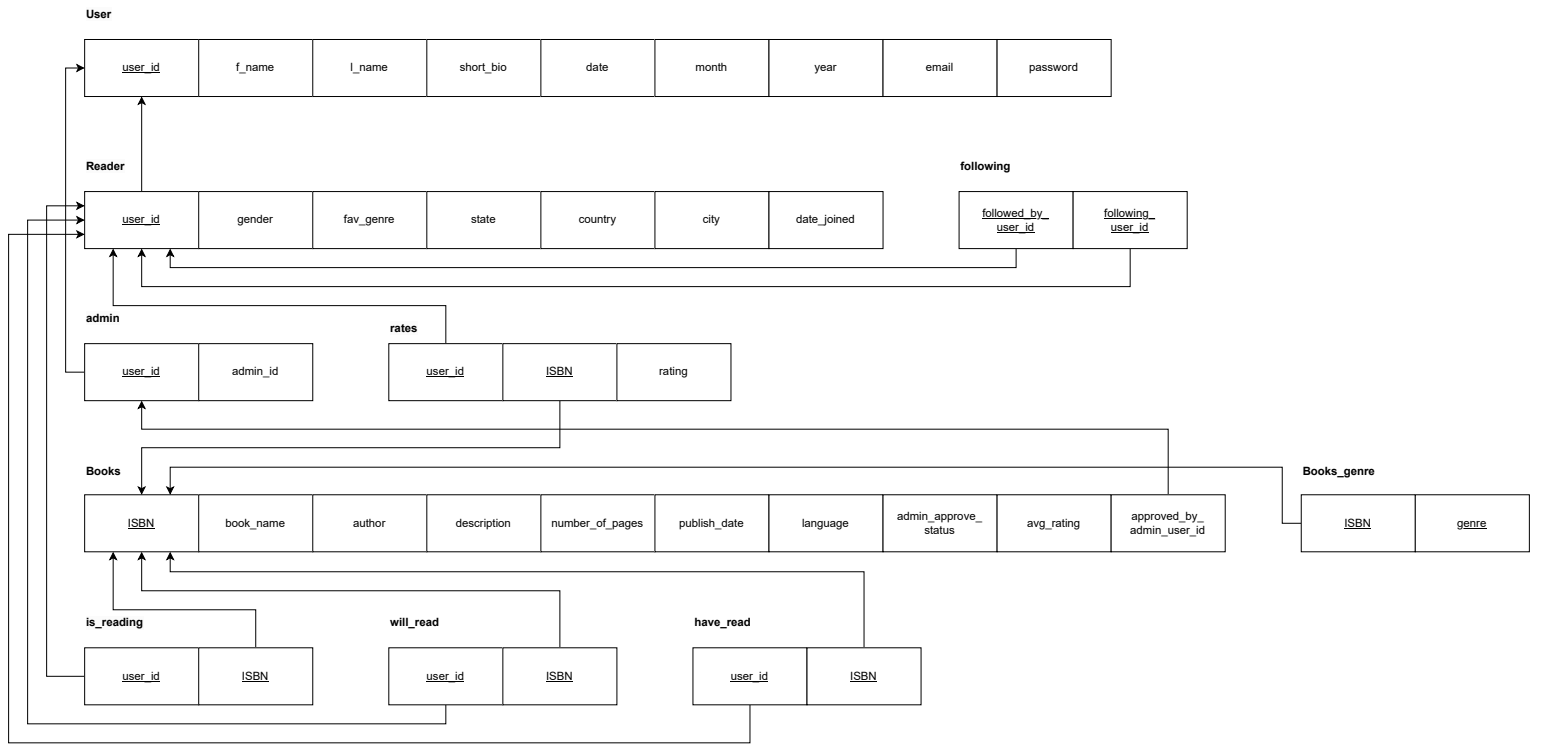 User
user_id f_name l_name short_bio date month year email password
Reader
following
user_id gender fav_genre state country city date_joined
followed_by_
user_id
following_
user_id
admin
rates
user_id admin_id
user_id ISBN rating
Books
Books_genre
ISBN book_name author description number_of_pages publish_date language
admin_approve_
status
avg_rating
approved_by_
admin_user_id
ISBN genre
is_reading
will_read
have_read
user_id ISBN
user_id ISBN
user_id ISBN